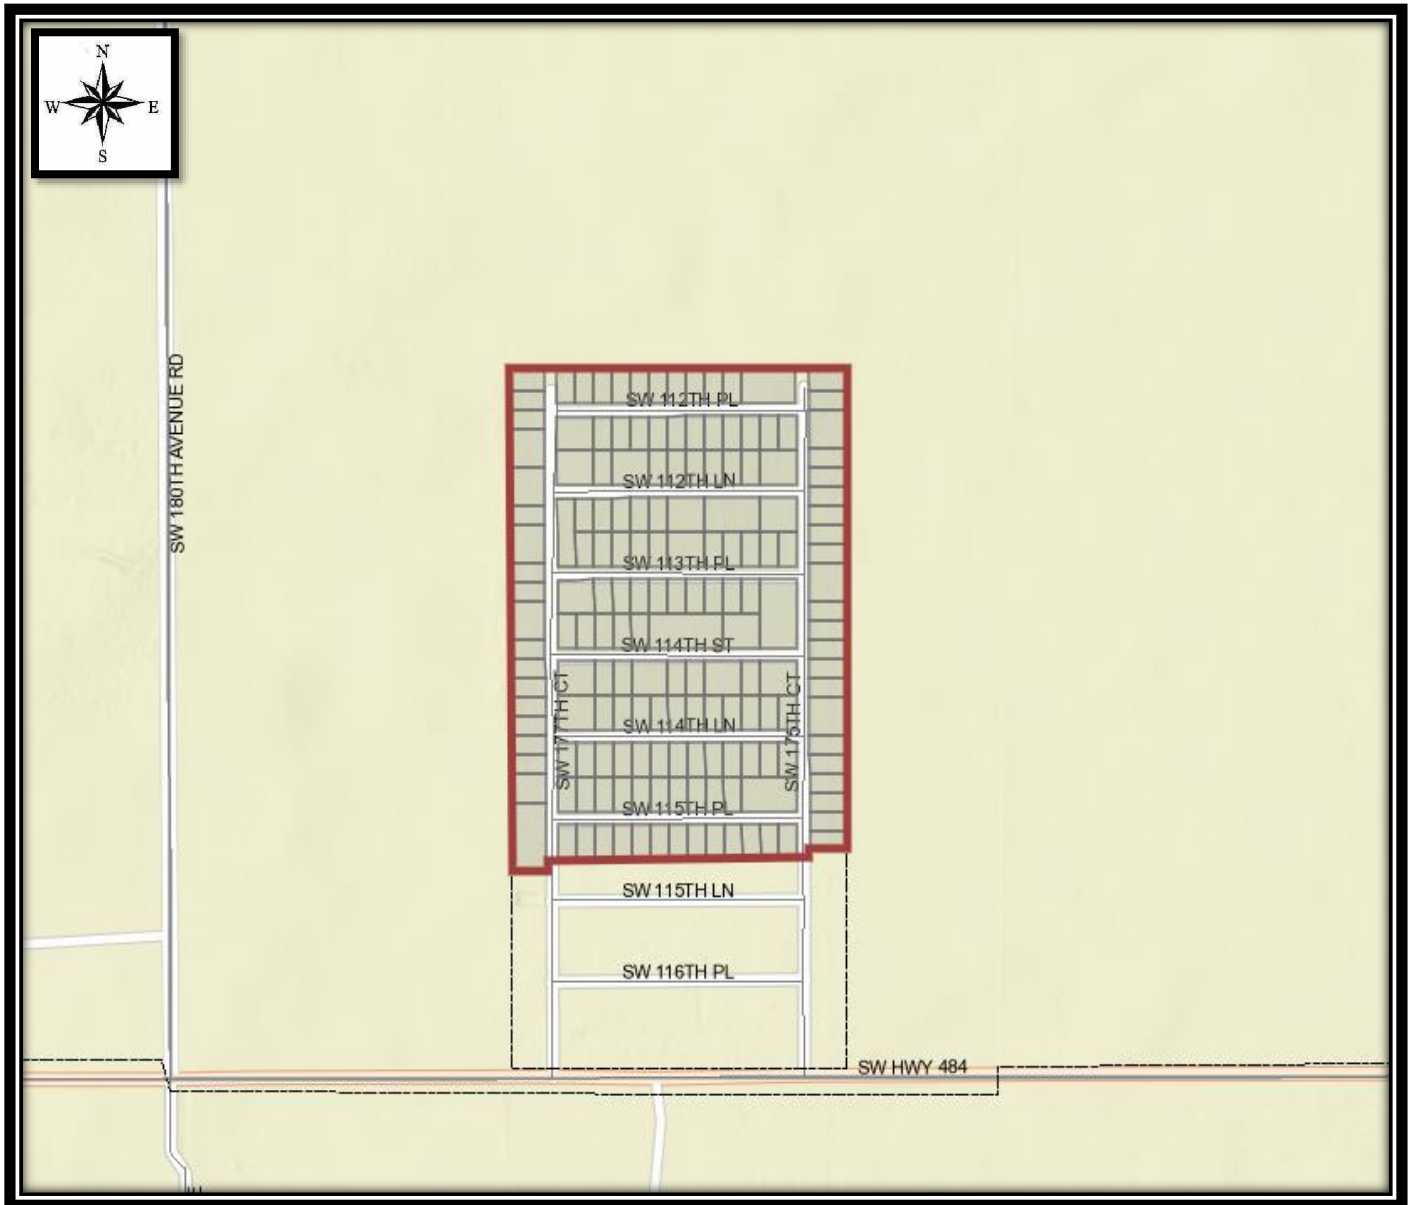 N
W E
S
SW 180TH AVENUE RD
SW 112TH PL
SW 112TH LN
SW 113TH PL
SW 114TH ST
SW 177TH CT
SW 175TH CT
SW 114TH LN
SW 115TH PL
SW 115TH LN
SW 116TH PL
SW HWY 484